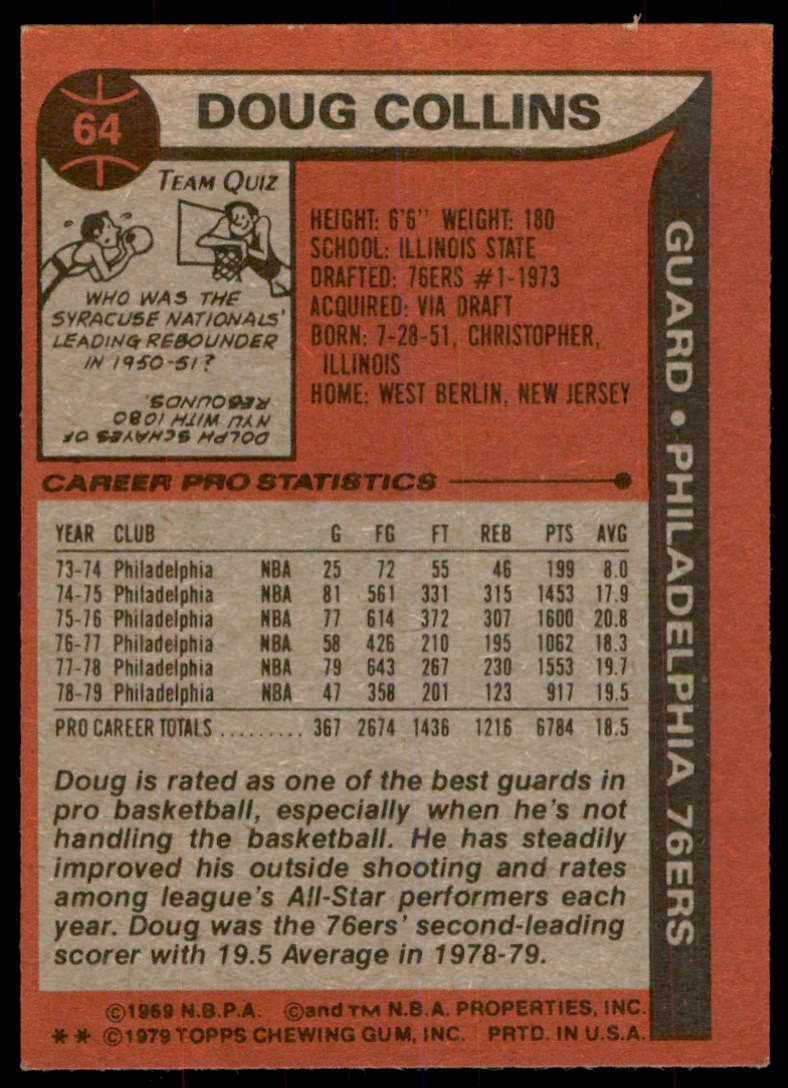 64
DOUG COLLINS
TEAM QUIZ
WHO WAS THE
SYRACUSE NATIONALS'
LEADING REBOUNDER
IN 1950-51?
DOLPH SCHAYES OF
NYU WITH 1080
REBOUNDS.
HEIGHT: 6'6" WEIGHT: 180
SCHOOL: ILLINOIS STATE
DRAFTED: 76ERS #1-1973
ACQUIRED: VIA DRAFT
BORN: 7-28-51, CHRISTOPHER,
ILLINOIS
HOME: WEST BERLIN, NEW JERSEY
GUARD • PHILADELPHIA 76ERS
CAREER PRO STATISTICS
YEAR CLUB G FG FT REB PTS AVG
73-74 Philadelphia NBA 25 72 55 46 199 8.0
74-75 Philadelphia NBA 81 561 331 315 1453 17.9
75-76 Philadelphia NBA 77 614 372 307 1600 20.8
76-77 Philadelphia NBA 58 426 210 195 1062 18.3
77-78 Philadelphia NBA 79 643 267 230 1553 19.7
78-79 Philadelphia NBA 47 358 201 123 917 19.5
PRO CAREER TOTALS ......... 367 2674 1436 1216 6784 18.5
Doug is rated as one of the best guards in
pro basketball, especially when he's not
handling the basketball. He has steadily
improved his outside shooting and rates
among league's All-Star performers each
year. Doug was the 76ers' second-leading
scorer with 19.5 Average in 1978-79.
©1969 N.B.P.A. ©and TM N.B.A. PROPERTIES, INC.
** ©1979 TOPPS CHEWING GUM, INC. PRTD. IN U.S.A.